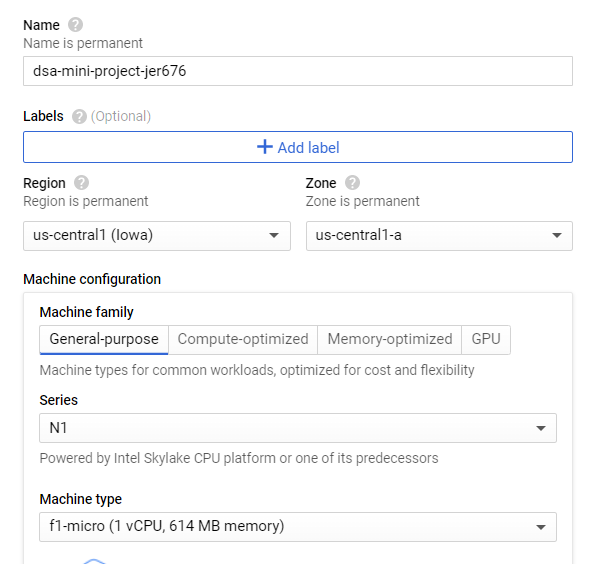 Name ?
Name is permanent
dsa-mini-project-jer676
Labels ? (Optional)
+ Add label
Region ? Zone ?
Region is permanent Zone is permanent
us-central1 (Iowa) us-central1-a
Machine configuration
Machine family
General-purpose Compute-optimized Memory-optimized GPU
Machine types for common workloads, optimized for cost and flexibility
Series
N1
Powered by Intel Skylake CPU platform or one of its predecessors
Machine type
f1-micro (1 vCPU, 614 MB memory)